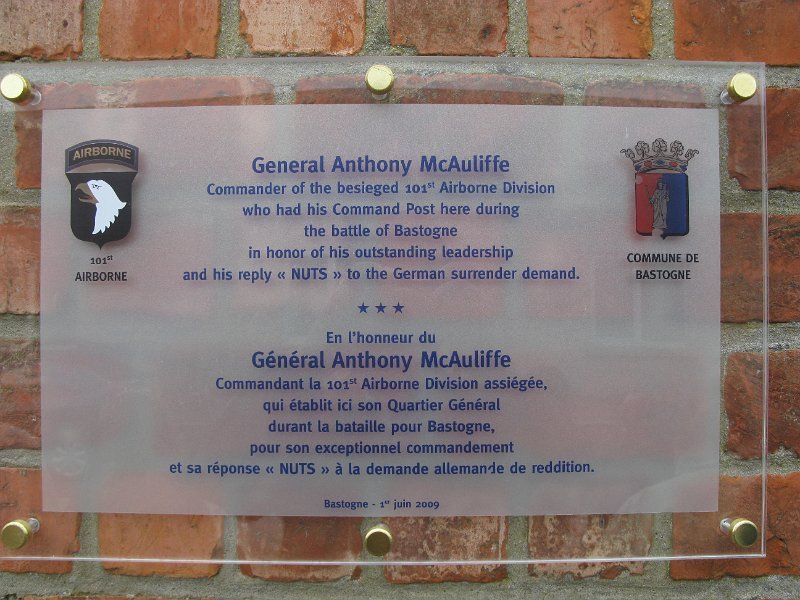 AIRBORNE
101st
AIRBORNE
General Anthony McAuliffe
Commander of the besieged 101st Airborne Division
who had his Command Post here during
the battle of Bastogne
in honor of his outstanding leadership
and his reply « NUTS » to the German surrender demand.
COMMUNE DE
BASTOGNE
★★★
En l'honneur du
Général Anthony McAuliffe
Commandant la 101st Airborne Division assiégée,
qui établit ici son Quartier Général
durant la bataille pour Bastogne,
pour son exceptionnel commandement
et sa réponse « NUTS » à la demande allemande de reddition.
Bastogne - 1er juin 2009